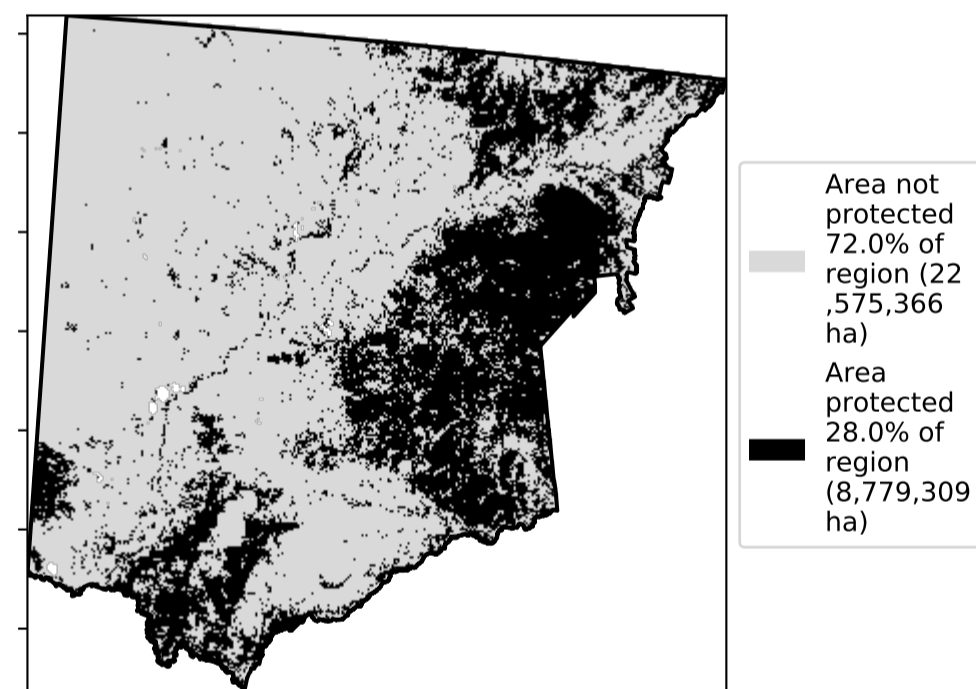 Area not
protected
72.0% of
region (22
,575,366
ha)
Area
protected
28.0% of
region
(8,779,309
ha)